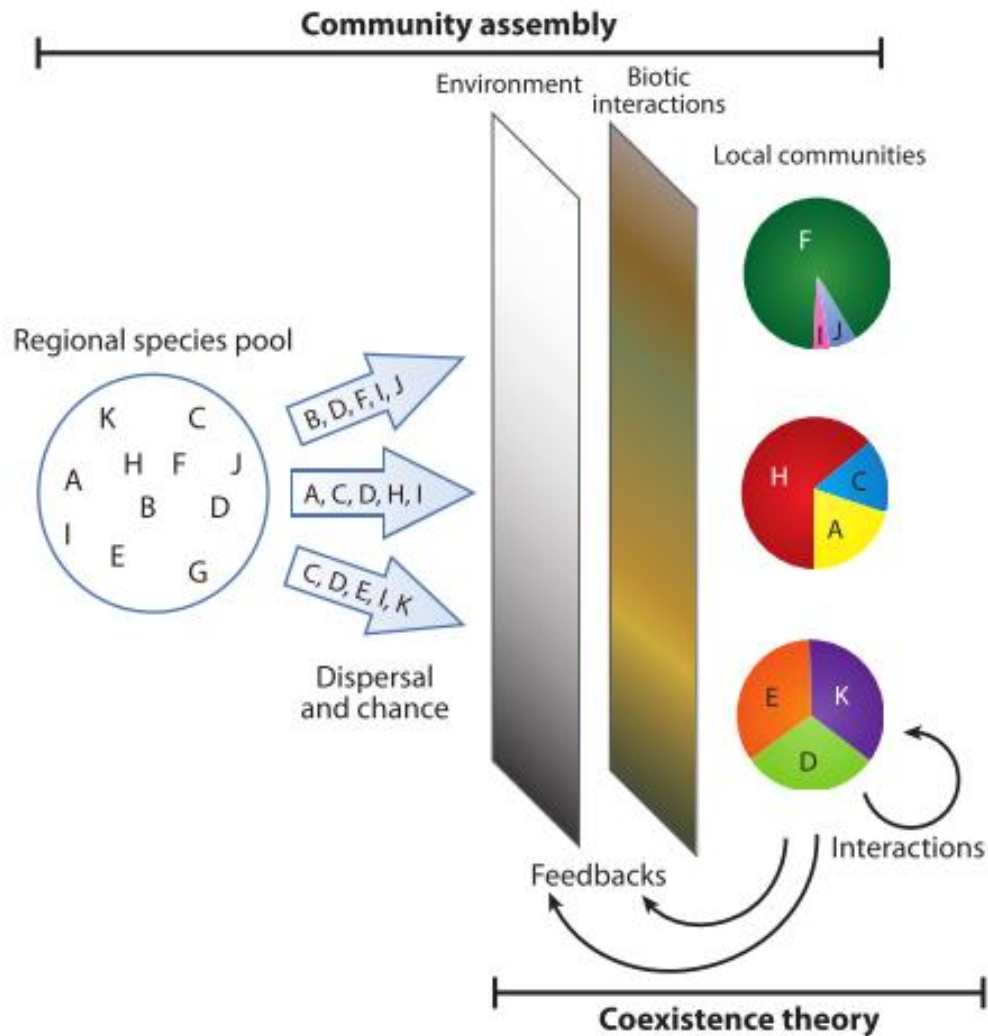 Community assembly
Environment
Biotic
interactions
Local communities
F
I
J
Regional species pool
K
C
H
F
J
A
B
D
I
E
G
B, D, F, I, J
A, C, D, H, I
C, D, E, I, K
Dispersal
and chance
H
C
A
E
K
D
Interactions
Feedbacks
Coexistence theory